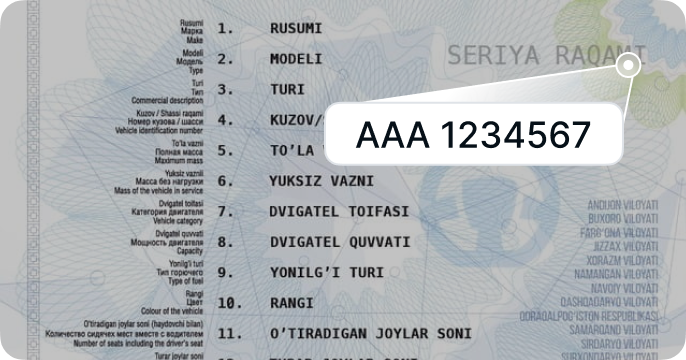 Rusumi
Марка
Make
1. RUSUMI
Modeli
Модель
Type
2. MODELI
SERIYA RAQAMI
Turi
Тип
Commercial description
3. TURI
Kuzov / Shassi raqami
Номер кузова / шасси
Vehicle identification number
4. KUZOV/
AAA 1234567
To'la vazni
Полная масса
Maximum mass
5. TO'LA
Yuksiz vazni
Масса без нагрузки
Mass of the vehicle in service
6. YUKSIZ VAZNI
Dvigatel toifasi
Категория двигателя
Vehicle category
7. DVIGATEL TOIFASI
Dvigatel quvvati
Мощность двигателя
Capacity
8. DVIGATEL QUVVATI
Yonilg'i turi
Тип горючего
Type of fuel
9. YONILG'I TURI
Rangi
Цвет
Colour of the vehicle
10. RANGI
O'tiradigan joylar soni (haydovchi bilan)
Количество сидячих мест вместе с водителем
Number of seats including the driver's seat
11. O'TIRADIGAN JOYLAR SONI
Turar joylar soni
ANDIJON VILOYATI
BUXORO VILOYATI
FARG'ONA VILOYATI
JIZZAX VILOYATI
XORAZM VILOYATI
NAMANGAN VILOYATI
NAVOIY VILOYATI
QASHQADARYO VILOYATI
QORAQALPOG'ISTON RESPUBLIKASI
SAMARQAND VILOYATI
SIRDARYO VILOYATI
SURXONDARYO VILOYATI